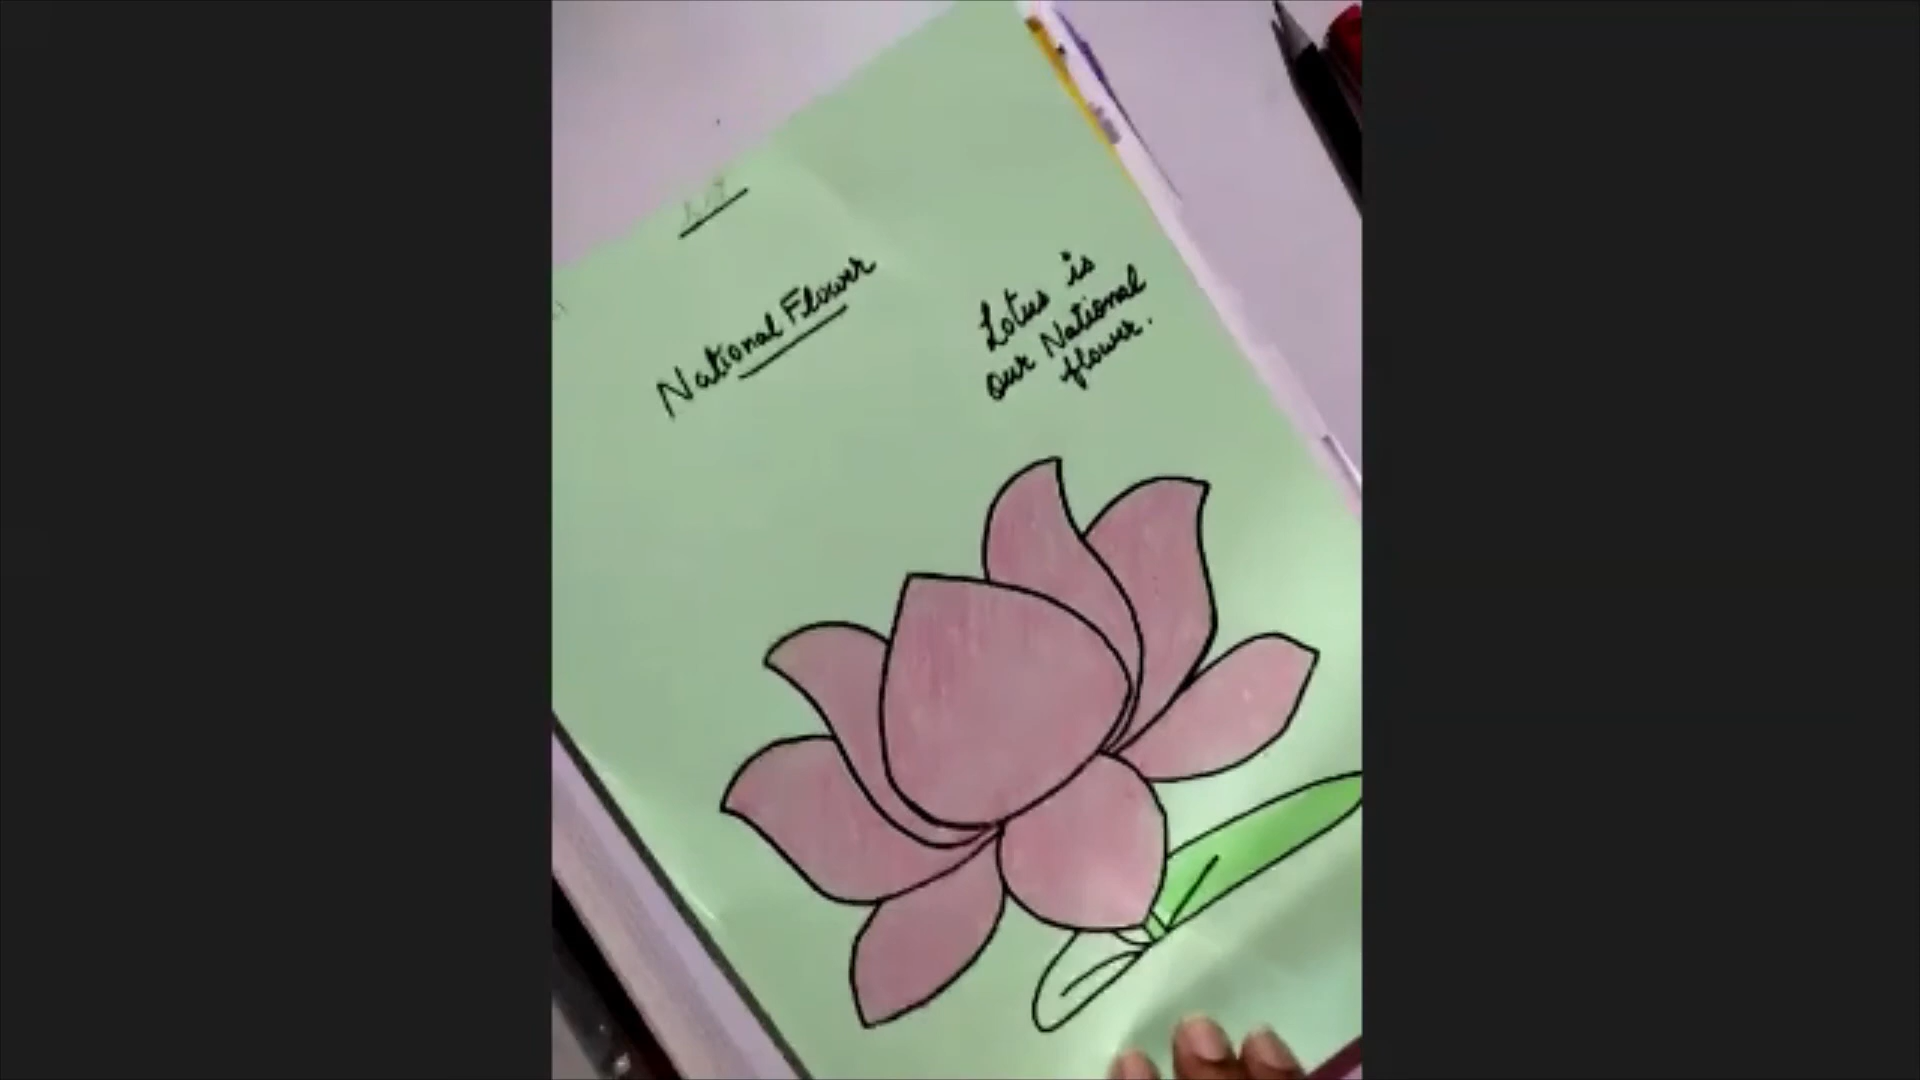 National Flower
Lotus is
our National
flower.